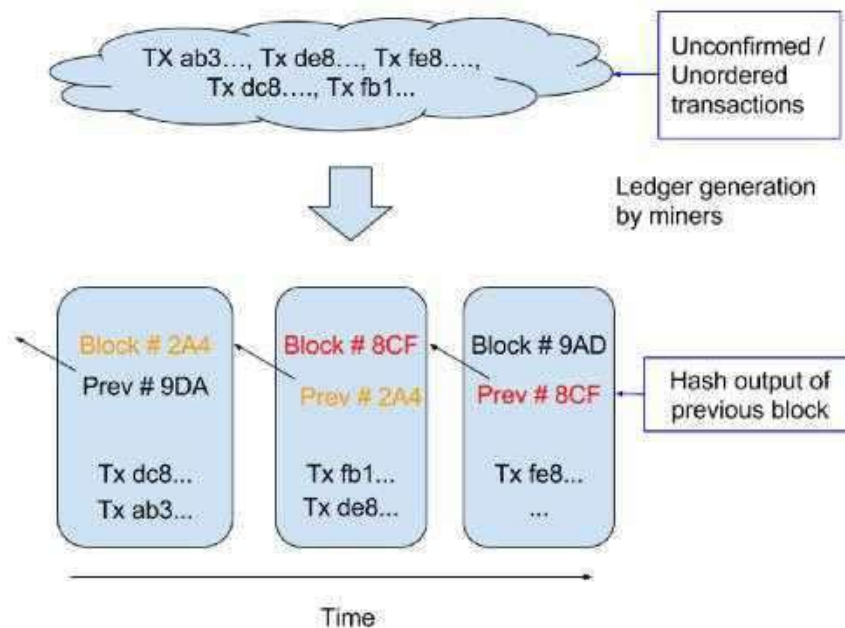 TX ab3..., Tx de8..., Tx fe8....,
Tx dc8...., Tx fb1...
Unconfirmed /
Unordered
transactions
Ledger generation
by miners
Block # 2A4
Prev # 9DA
Tx dc8...
Tx ab3...
Block # 8CF
Prev # 2A4
Tx fb1...
Tx de8...
Block # 9AD
Prev # 8CF
Tx fe8...
...
Hash output of
previous block
Time